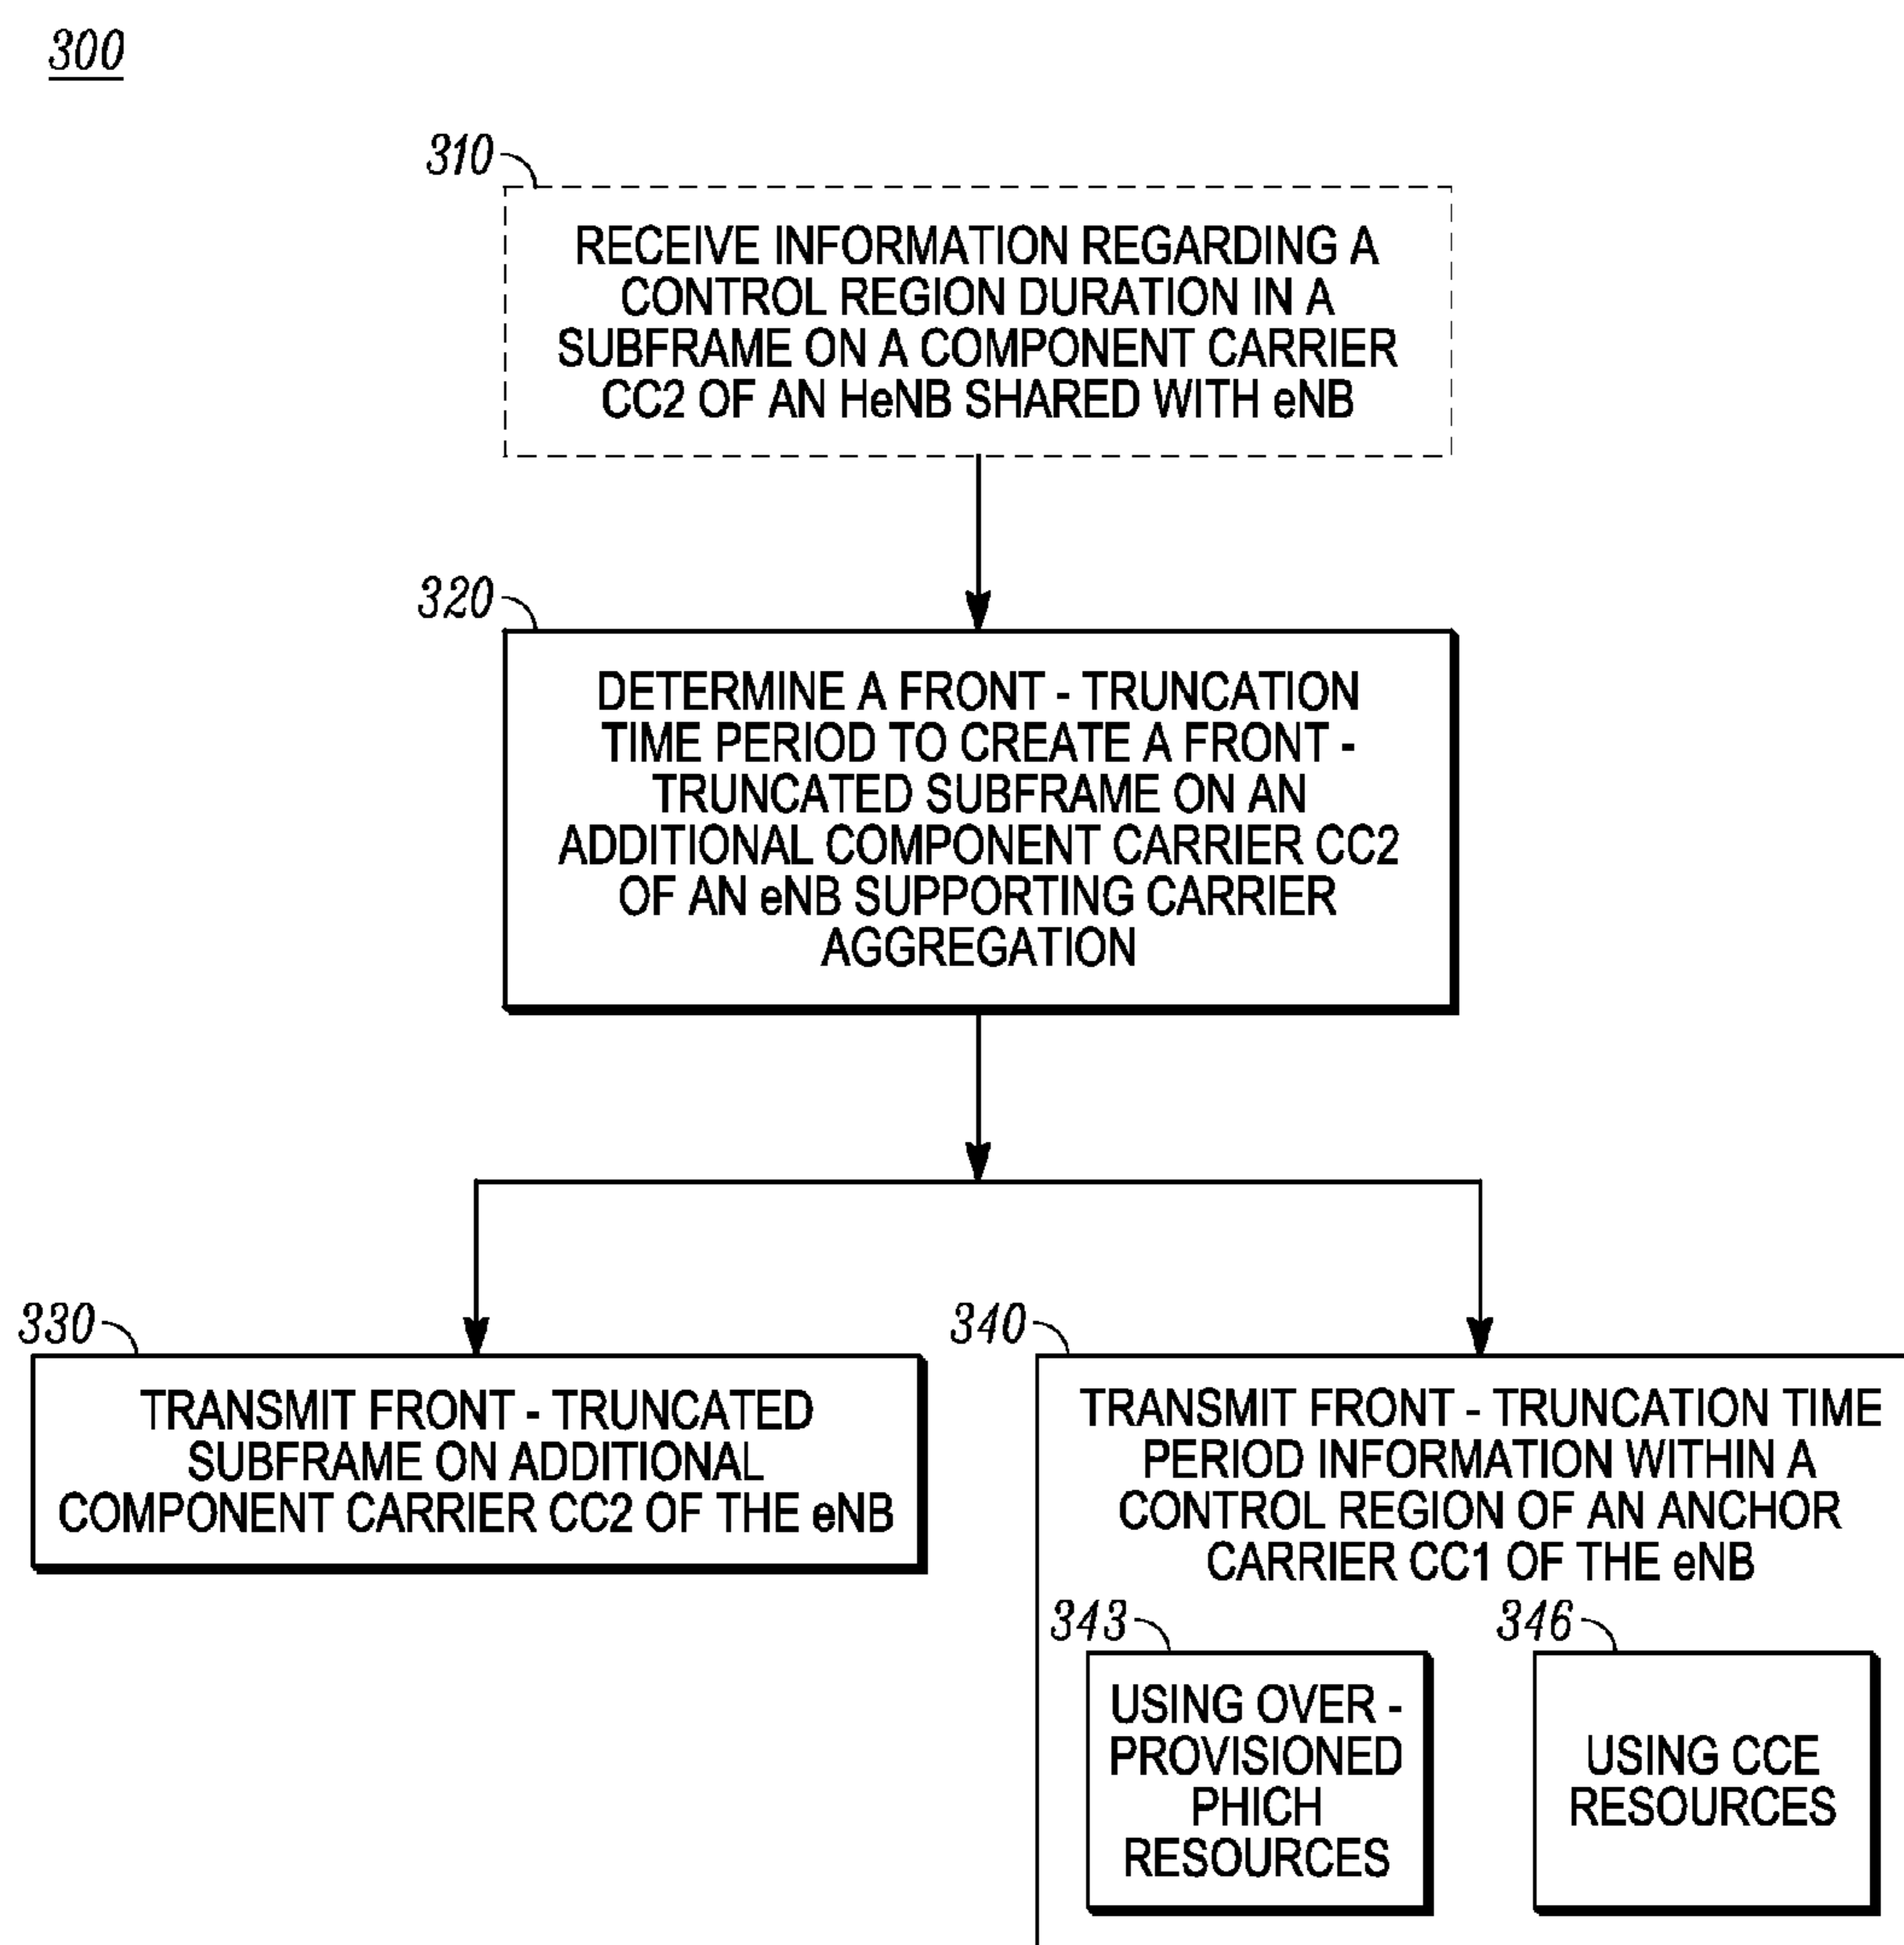 300
310
RECEIVE INFORMATION REGARDING A
CONTROL REGION DURATION IN A
SUBFRAME ON A COMPONENT CARRIER
CC2 OF AN HeNB SHARED WITH eNB
320
DETERMINE A FRONT - TRUNCATION
TIME PERIOD TO CREATE A FRONT -
TRUNCATED SUBFRAME ON AN
ADDITIONAL COMPONENT CARRIER CC2
OF AN eNB SUPPORTING CARRIER
AGGREGATION
330
TRANSMIT FRONT - TRUNCATED
SUBFRAME ON ADDITIONAL
COMPONENT CARRIER CC2 OF THE eNB
340
TRANSMIT FRONT - TRUNCATION TIME
PERIOD INFORMATION WITHIN A
CONTROL REGION OF AN ANCHOR
CARRIER CC1 OF THE eNB
343
USING OVER -
PROVISIONED
PHICH
RESOURCES
346
USING CCE
RESOURCES